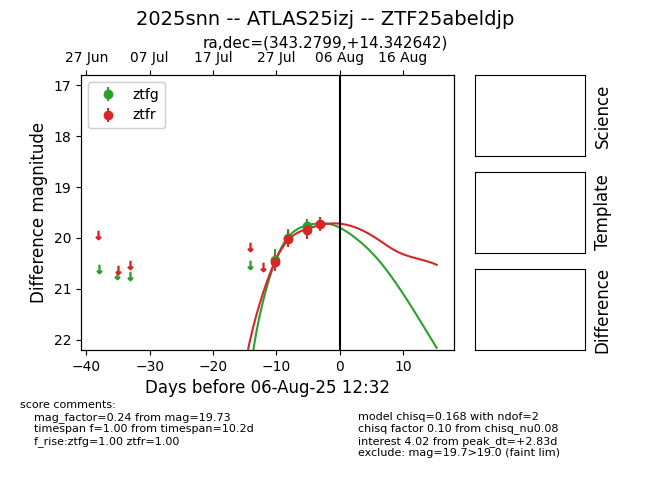 2025snn -- ATLAS25izj -- ZTF25abeldjp
ra,dec=(343.2799,+14.342642)
27 Jun 07 Jul 17 Jul 27 Jul 06 Aug 16 Aug
17
18
19
20
21
22
Difference magnitude
ztfg
ztfr
−40 −30 −20 −10 0 10
Days before 06-Aug-25 12:32
Science
Template
Difference
score comments:
mag_factor=0.24 from mag=19.73
timespan f=1.00 from timespan=10.2d
f_rise:ztfg=1.00 ztfr=1.00
model chisq=0.168 with ndof=2
chisq factor 0.10 from chisq_nu0.08
interest 4.02 from peak_dt=+2.83d
exclude: mag=19.7>19.0 (faint lim)